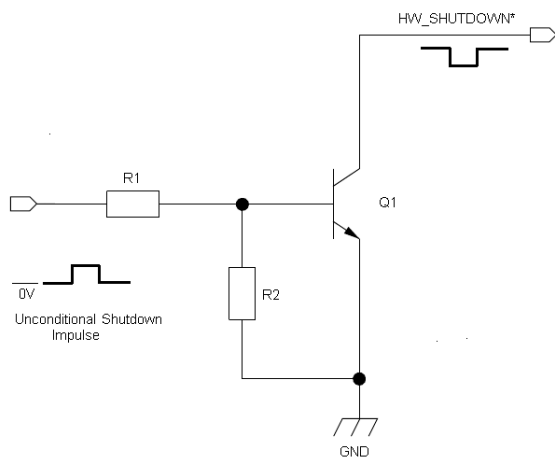 HW_SHUTDOWN*
R1
Q1
R2
0V
Unconditional Shutdown
Impulse
GND